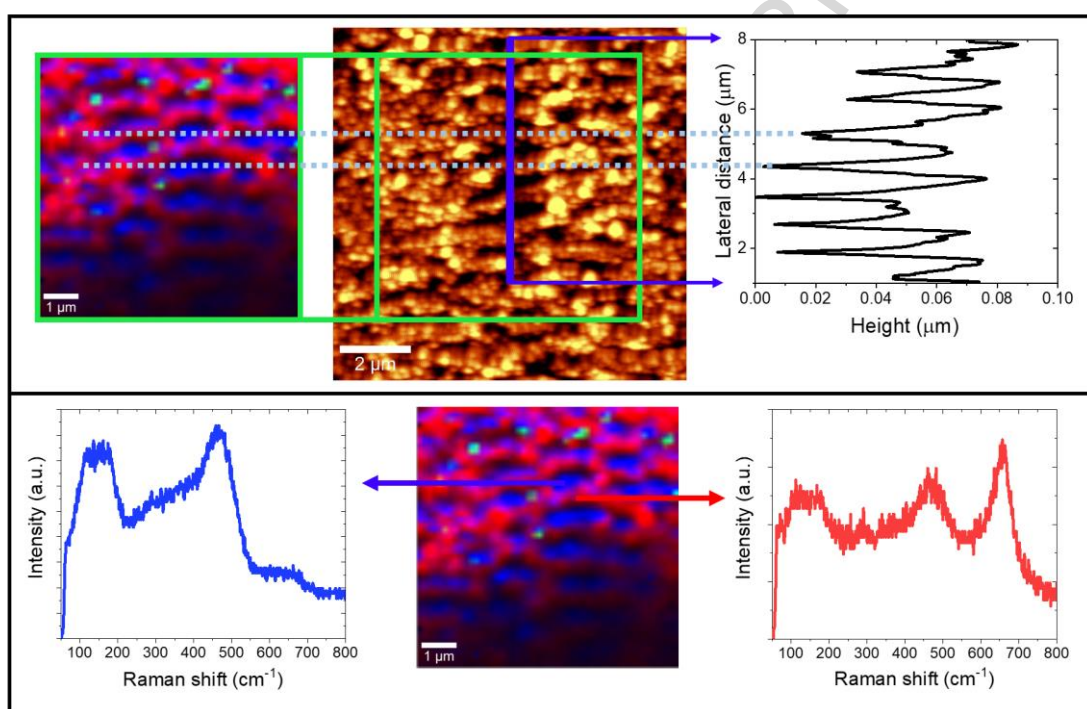 8
6
4
2
Lateral distance (μm)
0.00 0.02 0.04 0.06 0.08 0.10
Height (μm)
1 μm
2 μm
Intensity (a.u.)
100 200 300 400 500 600 700 800
Raman shift (cm⁻¹)
1 μm
Intensity (a.u.)
100 200 300 400 500 600 700 800
Raman shift (cm⁻¹)